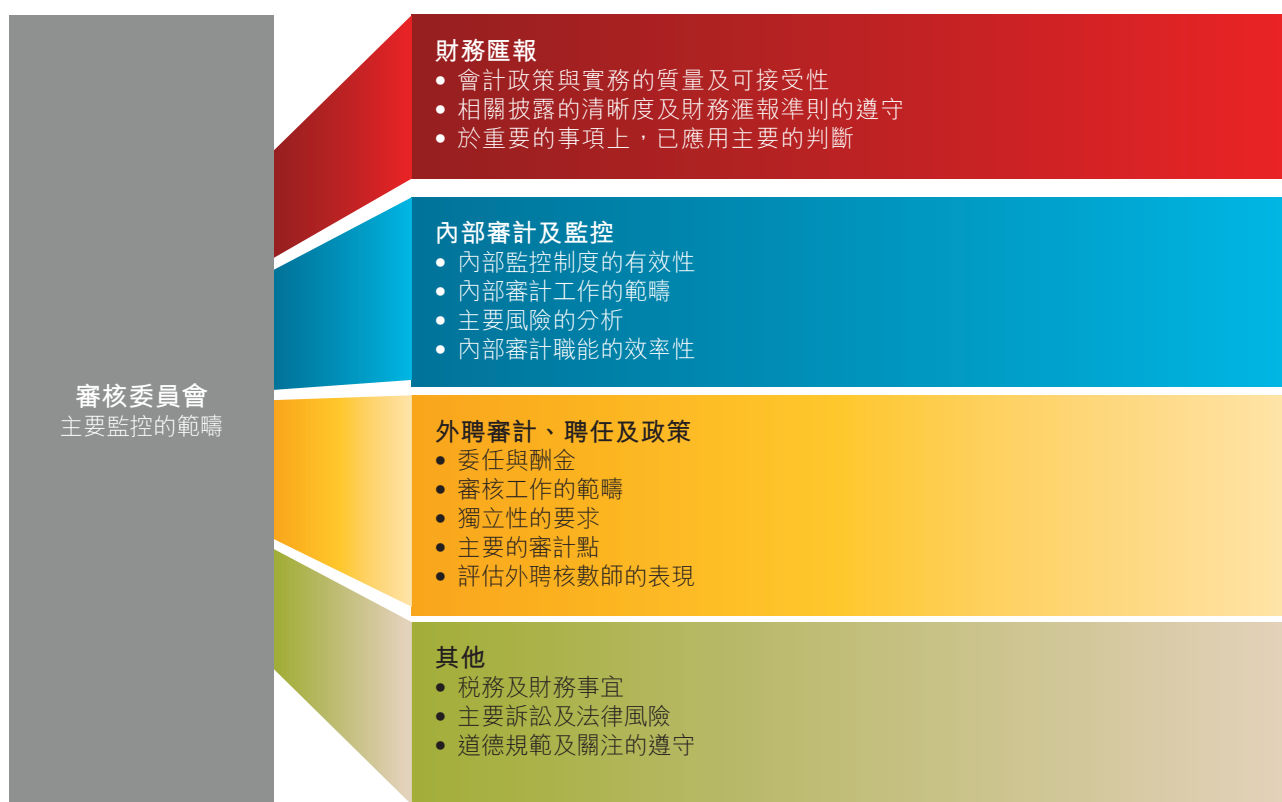 審核委員會
主要監控的範疇
財務匯報
• 會計政策與實務的質量及可接受性
• 相關披露的清晰度及財務滙報準則的遵守
• 於重要的事項上，已應用主要的判斷
內部審計及監控
• 內部監控制度的有效性
• 內部審計工作的範疇
• 主要風險的分析
• 內部審計職能的效率性
外聘審計、聘任及政策
• 委任與酬金
• 審核工作的範疇
• 獨立性的要求
• 主要的審計點
• 評估外聘核數師的表現
其他
• 税務及財務事宜
• 主要訴訟及法律風險
• 道德規範及關注的遵守